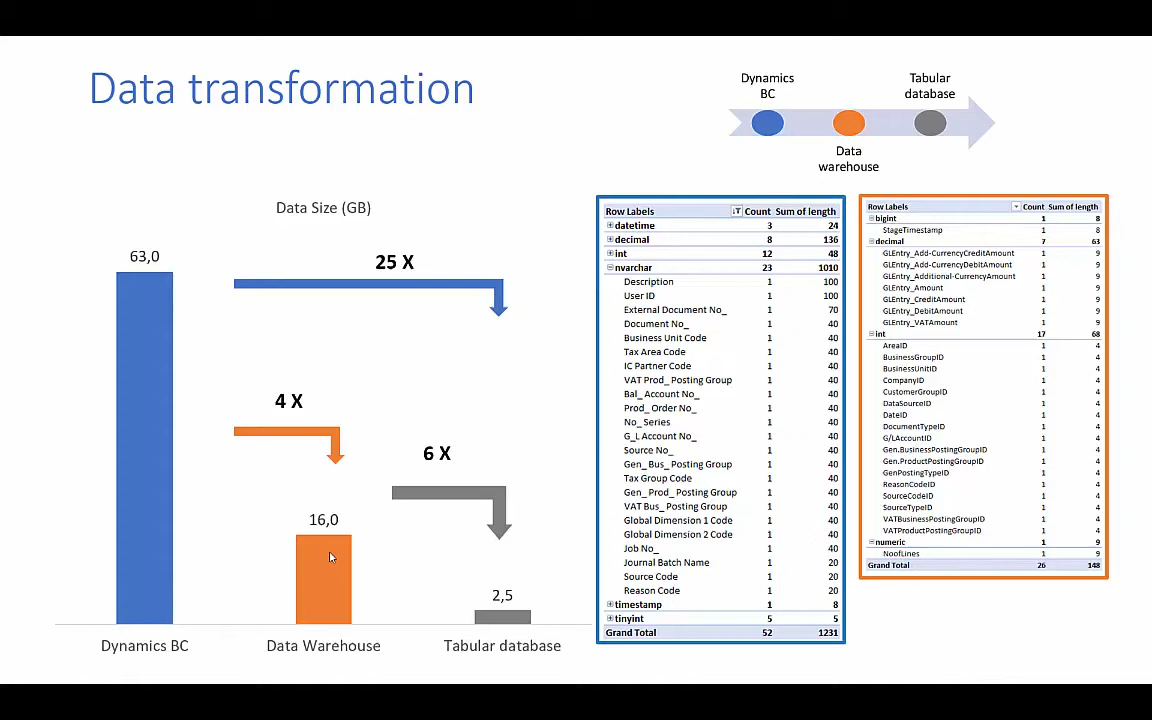 Data transformation
Dynamics
BC
Tabular
database
Data
warehouse
Data Size (GB)
63,0
25 X
4 X
6 X
16,0
2,5
Dynamics BC
Data Warehouse
Tabular database
Row Labels Count Sum of length
datetime 3 24
decimal 8 136
int 12 48
nvarchar 23 1010
Description 1 100
User ID 1 100
External Document No_ 1 70
Document No_ 1 40
Business Unit Code 1 40
Tax Area Code 1 40
IC Partner Code 1 40
VAT Prod_ Posting Group 1 40
Bal_ Account No_ 1 40
Prod_ Order No_ 1 40
No_ Series 1 40
G_L Account No_ 1 40
Source No_ 1 40
Gen_ Bus_ Posting Group 1 40
Tax Group Code 1 40
Gen_ Prod_ Posting Group 1 40
VAT Bus_ Posting Group 1 40
Global Dimension 1 Code 1 40
Global Dimension 2 Code 1 40
Job No_ 1 40
Journal Batch Name 1 20
Source Code 1 20
Reason Code 1 20
timestamp 1 8
tinyint 5 5
Grand Total 52 1231
Row Labels Count Sum of length
bigint 1 8
StageTimestamp 1 8
decimal 7 63
GLEntry_Add-CurrencyCreditAmount 1 9
GLEntry_Add-CurrencyDebitAmount 1 9
GLEntry_Additional-CurrencyAmount 1 9
GLEntry_Amount 1 9
GLEntry_CreditAmount 1 9
GLEntry_DebitAmount 1 9
GLEntry_VATAmount 1 9
int 17 68
AreaID 1 4
BusinessGroupID 1 4
BusinessUnitID 1 4
CompanyID 1 4
CustomerGroupID 1 4
DataSourceID 1 4
DateID 1 4
DocumentTypeID 1 4
G/LAccountID 1 4
Gen.BusinessPostingGroupID 1 4
Gen.ProductPostingGroupID 1 4
GenPostingTypeID 1 4
ReasonCodeID 1 4
SourceCodeID 1 4
SourceTypeID 1 4
VATBusinessPostingGroupID 1 4
VATProductPostingGroupID 1 4
numeric 1 9
NoofLines 1 9
Grand Total 26 148